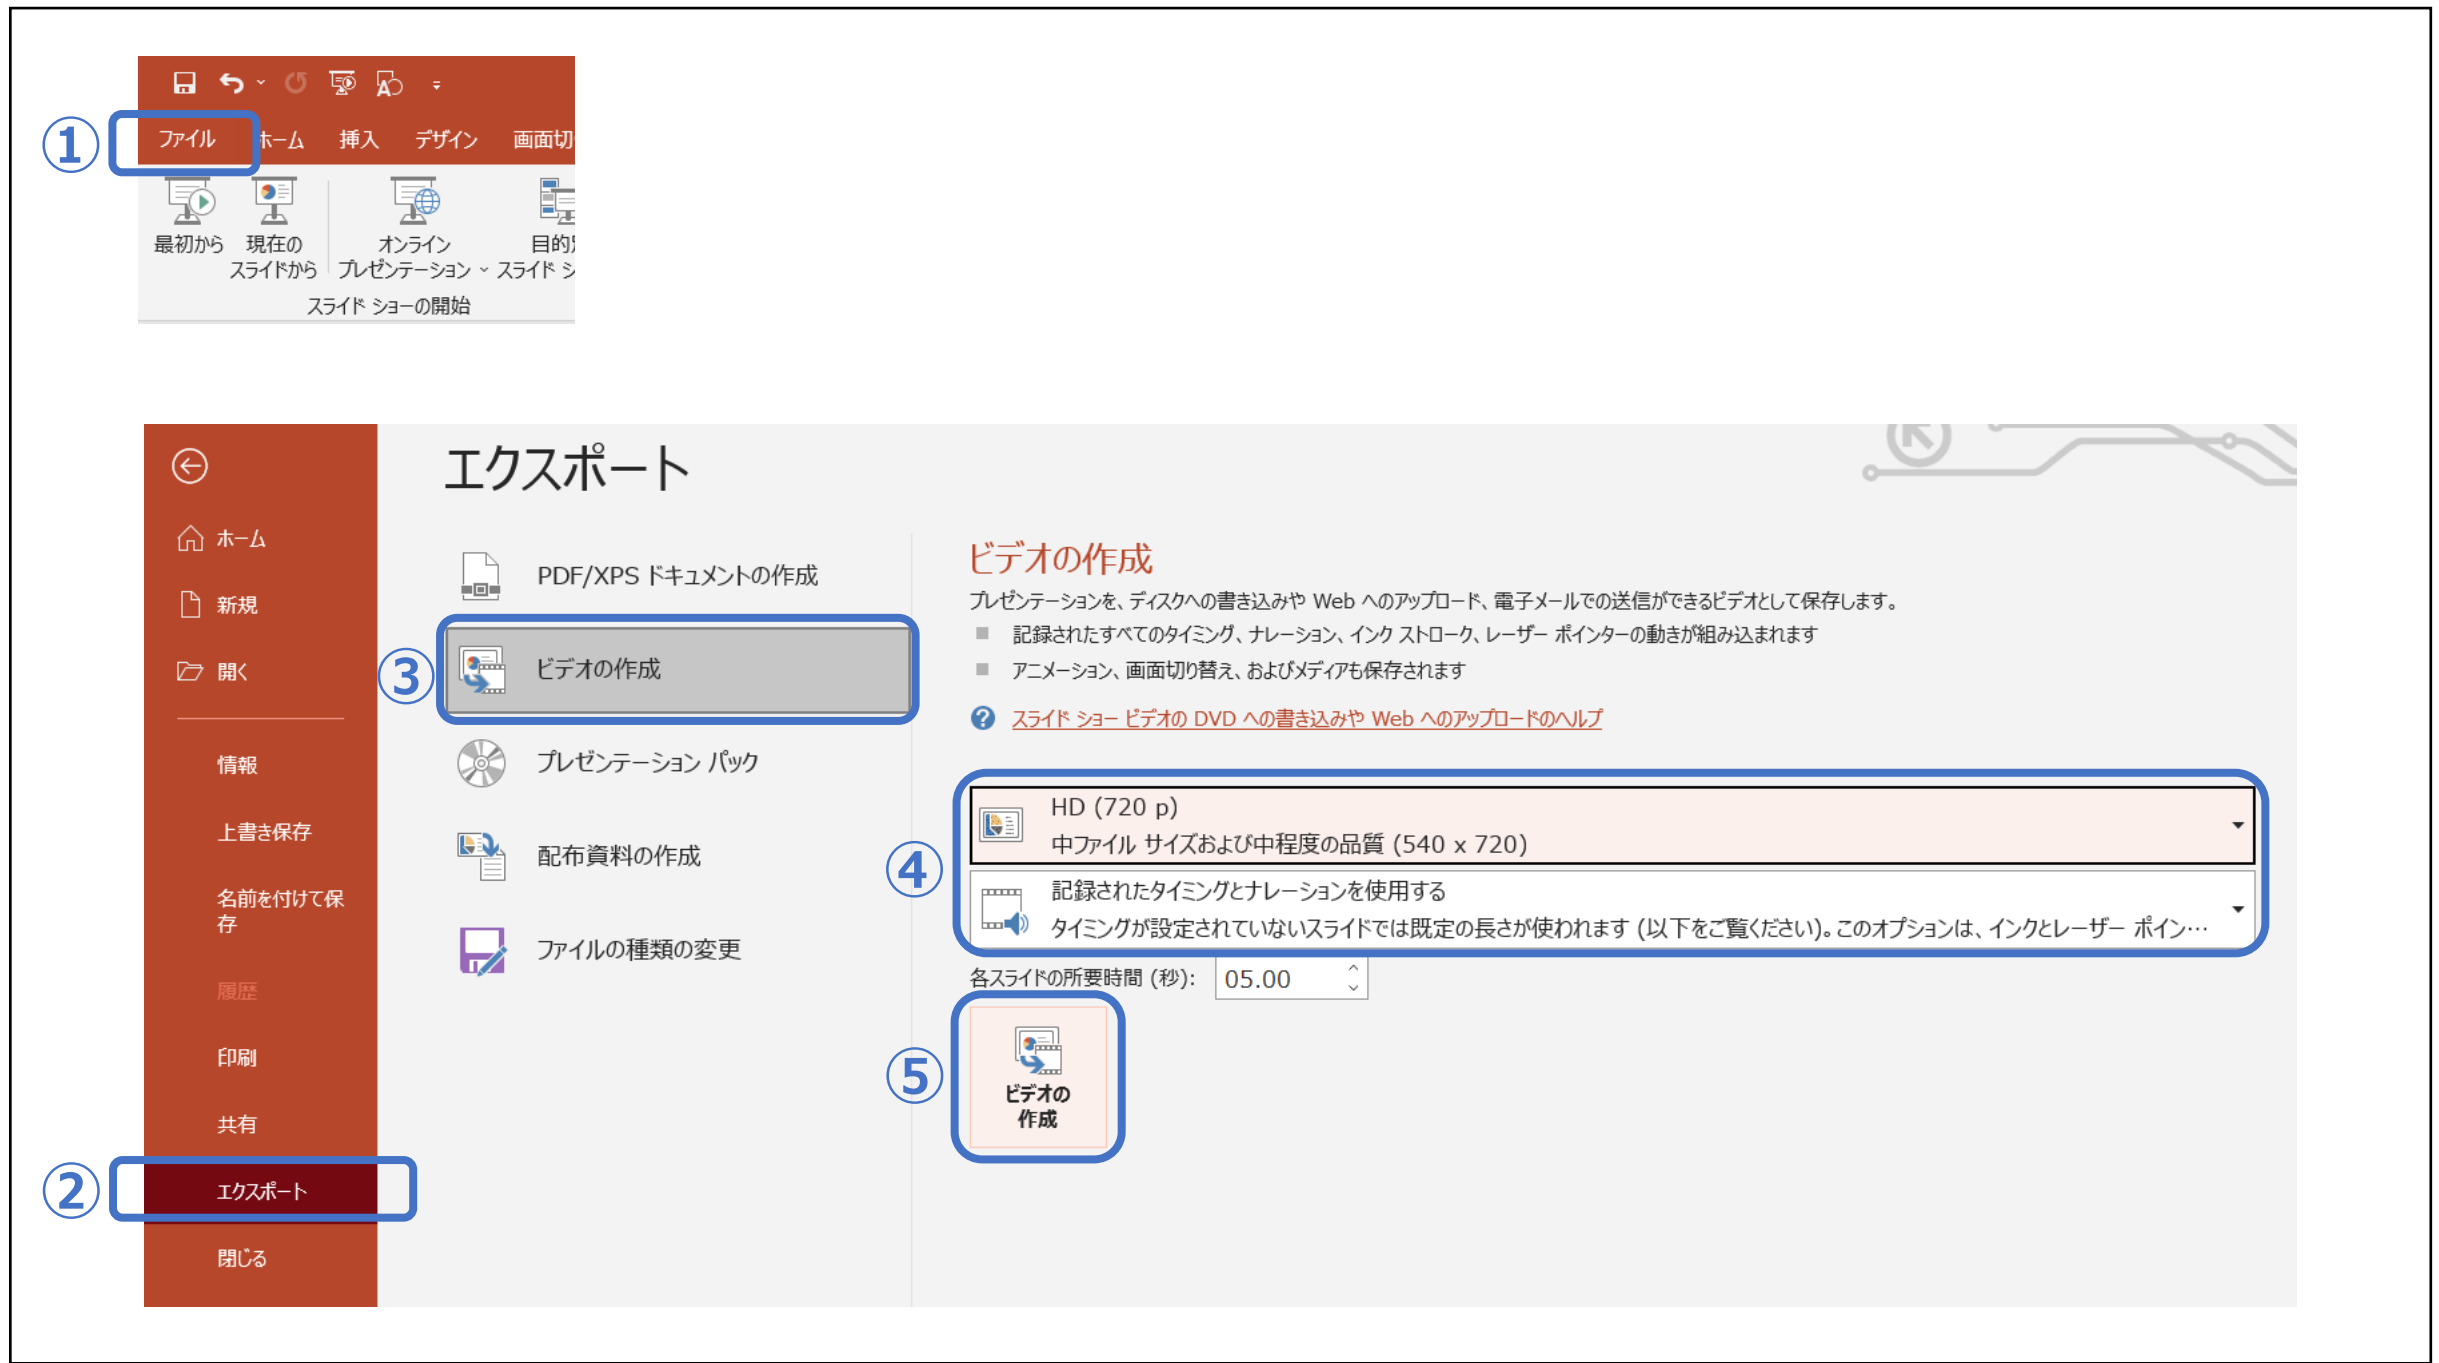 ①
ファイル ホーム 挿入 デザイン 画面切
最初から 現在の スライドから オンライン プレゼンテーション 目的 スライド シ
スライド ショーの開始
エクスポート
ホーム
新規
開く
情報
上書き保存
名前を付けて保
存
履歴
印刷
共有
②
エクスポート
閉じる
PDF/XPS ドキュメントの作成
③
ビデオの作成
プレゼンテーション パック
配布資料の作成
ファイルの種類の変更
ビデオの作成
プレゼンテーションを、ディスクへの書き込みや Web へのアップロード、電子メールでの送信ができるビデオとして保存します。
記録されたすべてのタイミング、ナレーション、インク ストローク、レーザー ポインターの動きが組み込まれます
アニメーション、画面切り替え、およびメディアも保存されます
スライド ショー ビデオの DVD への書き込みや Web へのアップロードのヘルプ
④
HD (720 p)
中ファイル サイズおよび中程度の品質 (540 x 720)
記録されたタイミングとナレーションを使用する
タイミングが設定されていないスライドでは既定の長さが使われます (以下をご覧ください)。このオプションは、インクとレーザー ポイン…
各スライドの所要時間 (秒): 05.00
⑤
ビデオの
作成